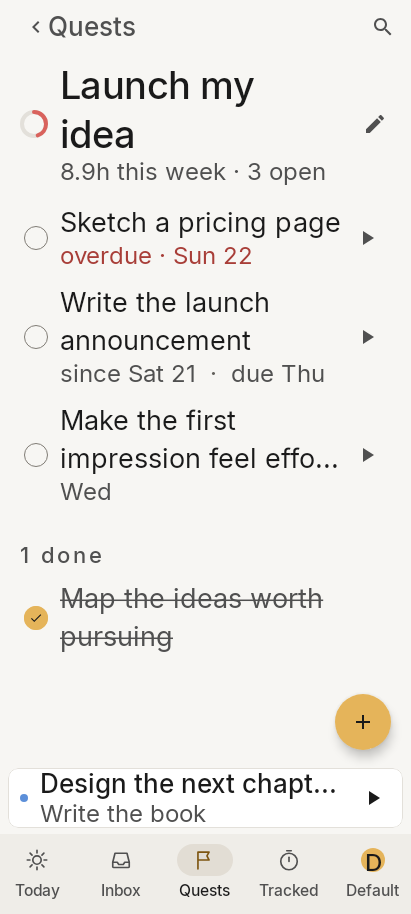 Quests
Launch my
idea
8.9h this week · 3 open
Sketch a pricing page
overdue · Sun 22
Write the launch
announcement
since Sat 21 · due Thu
Make the first
impression feel effo...
Wed
1 done
Map the ideas worth
pursuing
Design the next chapt...
Write the book
Today
Inbox
Quests
Tracked
D
Default